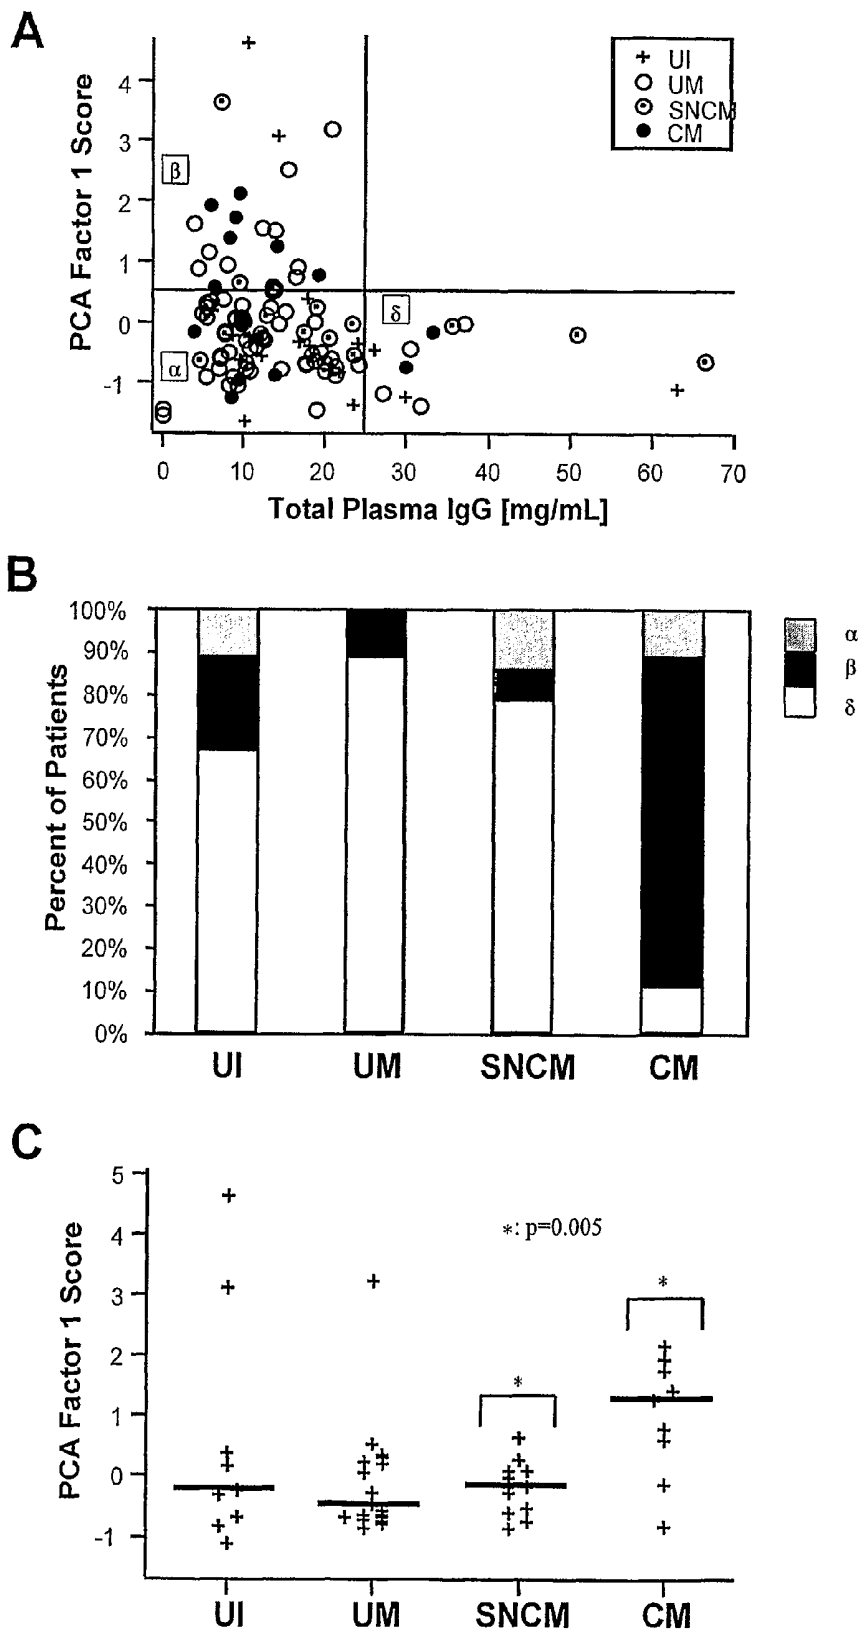 A
PCA Factor 1 Score
4
3
2
1
0
-1
β
α
δ
UI
UM
SNCM
CM
0 10 20 30 40 50 60 70
Total Plasma IgG [mg/mL]
B
Percent of Patients
100%
90%
80%
70%
60%
50%
40%
30%
20%
10%
0%
α
β
δ
UI UM SNCM CM
C
PCA Factor 1 Score
5
4
3
2
1
0
-1
*: p=0.005
*
*
UI UM SNCM CM